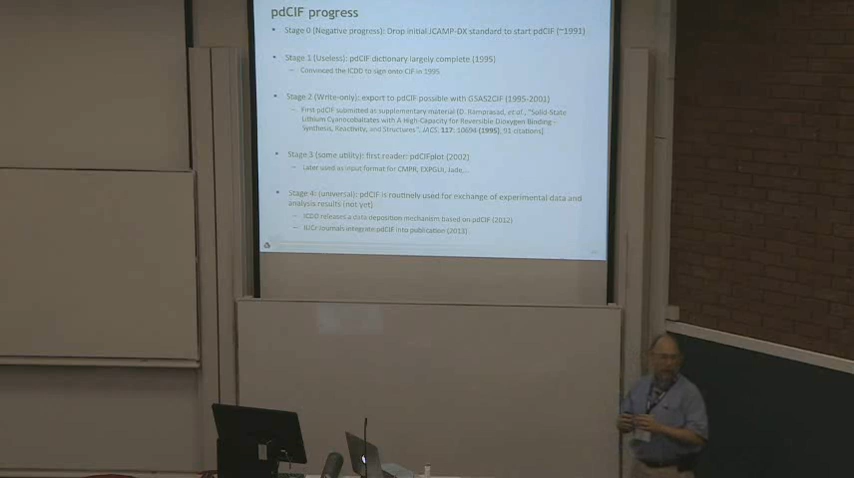 pdCIF progress
• Stage 0 (Negative progress): Drop initial JCAMP-DX standard to start pdCIF (~1991)
• Stage 1 (Useless): pdCIF dictionary largely complete (1995)
– Convinced the ICDD to sign onto CIF in 1995
• Stage 2 (Write-only): export to pdCIF possible with GSAS2CIF (1995-2001)
– First pdCIF submitted as supplementary material (D. Ramprasad, et al., "Solid-State
Lithium Cyanocobaltates with A High-Capacity for Reversible Dioxygen Binding -
Synthesis, Reactivity, and Structures", JACS, 117: 10694 (1995), 91 citations)
• Stage 3 (some utility): first reader: pdCIFplot (2002)
– Later used as input format for CMPR, EXPGUI, Jade,...
• Stage 4: (universal): pdCIF is routinely used for exchange of experimental data and
analysis results (not yet)
– ICDD releases a data deposition mechanism based on pdCIF (2012)
– IUCr Journals integrate pdCIF into publication (2013)